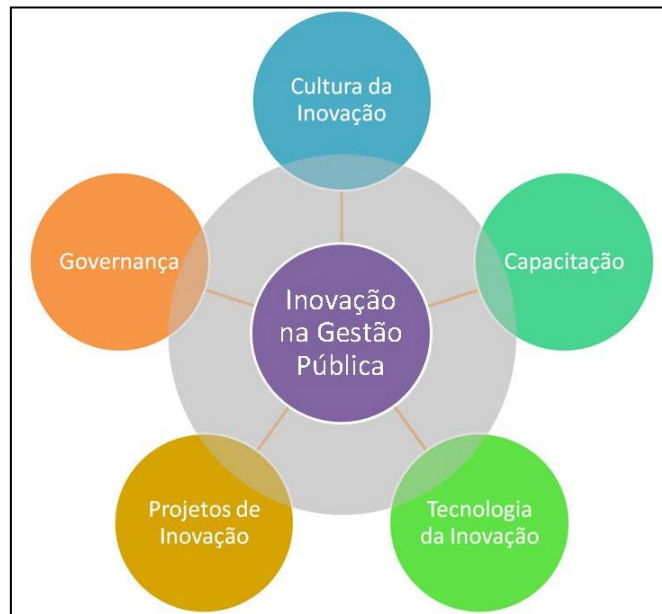 Cultura da
Inovação
Governança
Capacitação
Inovação
na Gestão
Pública
Projetos de
Inovação
Tecnologia
da Inovação